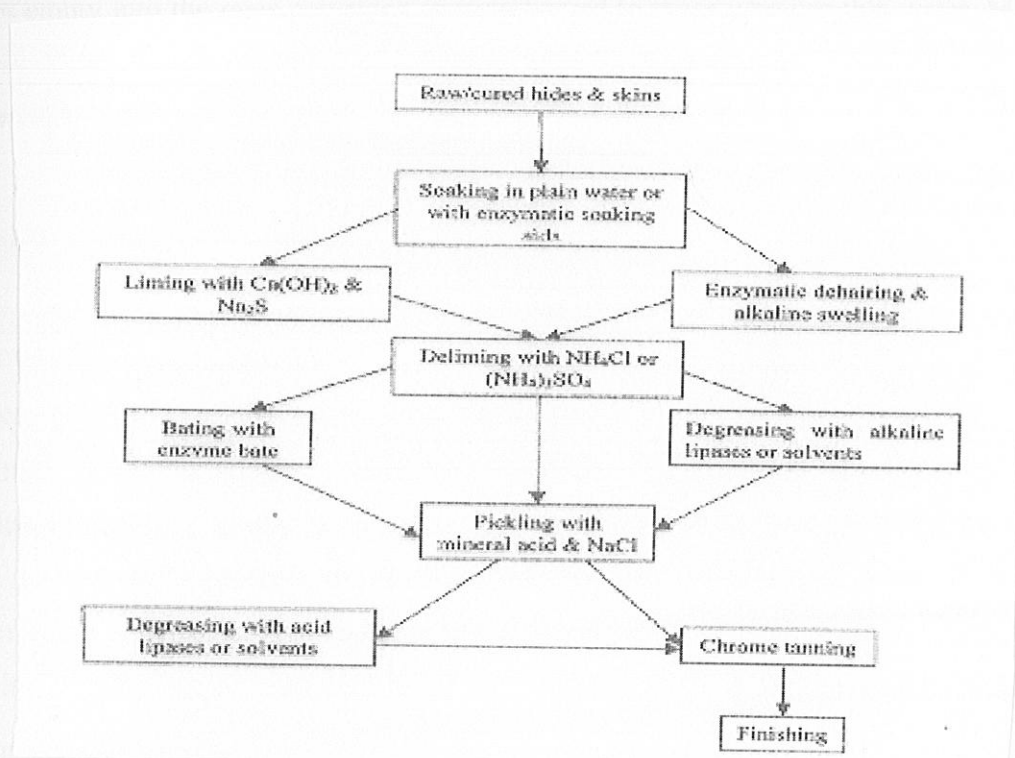 Raw/cured hides & skins
Soaking in plain water or
with enzymatic soaking
aids
Liming with Ca(OH)₂ &
Na₂S
Enzymatic dehairing &
alkaline swelling
Deliming with NH₄Cl or
(NH₄)₂SO₄
Bating with
enzyme bate
Degreasing with alkaline
lipases or solvents
Pickling with
mineral acid & NaCl
Degreasing with acid
lipases or solvents
Chrome tanning
Finishing